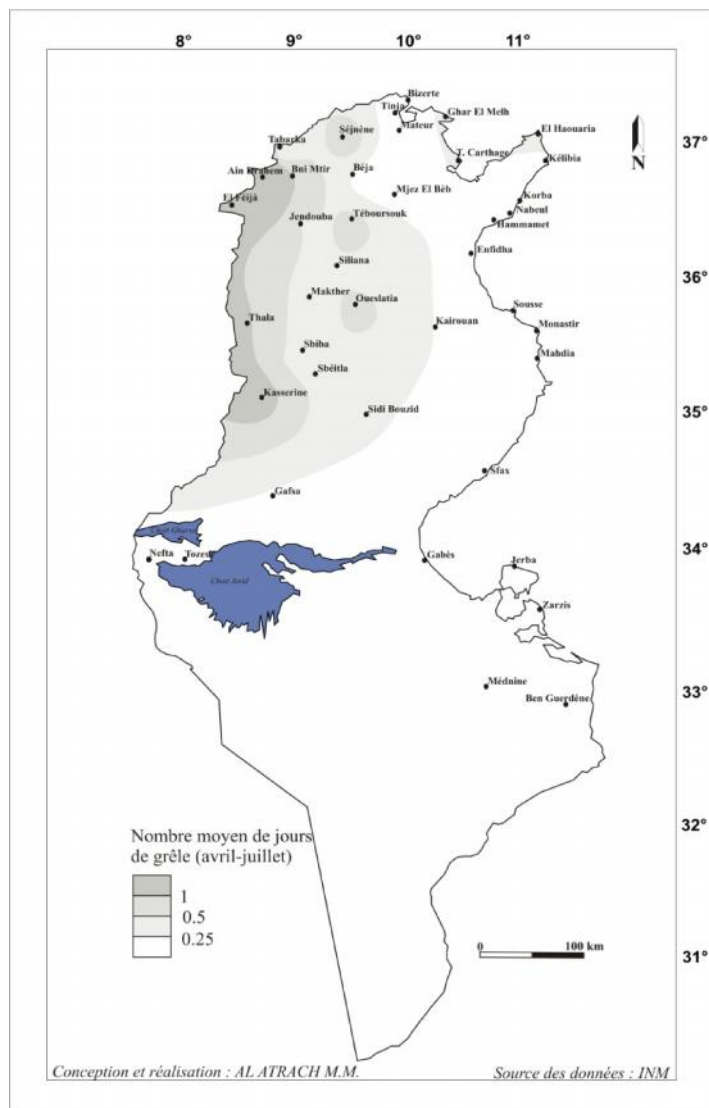 8° 9° 10° 11°
Bizerte
Tinja
Ghar El Melh
Mateur
Séjnène
El Haouaria
37°
Tabarka
N
T. Carthage
Kélibia
Ain Drahem
Bni Mtir
Béja
Mjez El Bèb
El Féijà
Korba
Nabeul
Hammamet
Jendouba
Téboursouk
Enfidha
Siliana
36°
Makther
Oueslatia
Sousse
Thala
Kairouan
Monastir
Sbiba
Mahdia
Sbéitla
Kasserine
Sidi Bouzid
35°
Sfax
Gafsa
Nefta
Tozeur
Chott Jerid
Gabès
Jerba
34°
Zarzis
Médnine
33°
Ben Guerdène
32°
Nombre moyen de jours
de grêle (avril-juillet)
1
0.5
0.25
0 100 km
31°
Conception et réalisation : AL ATRACH M.M. Source des données : INM